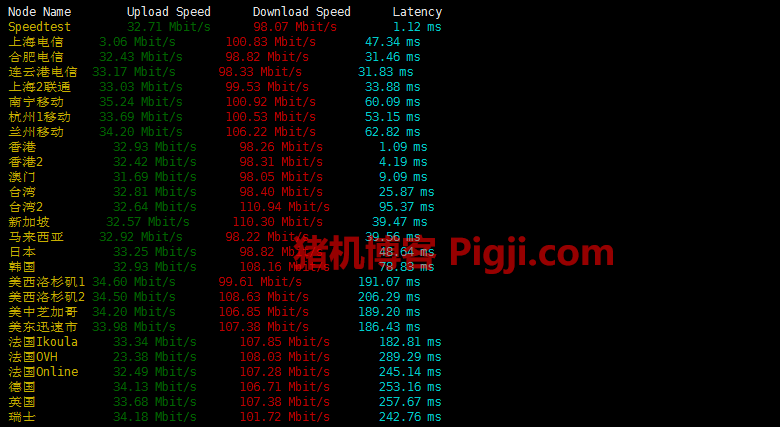 Node Name Upload Speed Download Speed Latency
Speedtest 32.71 Mbit/s 98.07 Mbit/s 1.12 ms
上海电信 3.06 Mbit/s 100.83 Mbit/s 47.34 ms
合肥电信 32.43 Mbit/s 98.82 Mbit/s 31.46 ms
连云港电信 33.17 Mbit/s 98.33 Mbit/s 31.83 ms
上海2联通 33.03 Mbit/s 99.53 Mbit/s 33.88 ms
南宁移动 35.24 Mbit/s 100.92 Mbit/s 60.09 ms
杭州1移动 33.69 Mbit/s 100.53 Mbit/s 53.15 ms
兰州移动 34.20 Mbit/s 106.22 Mbit/s 62.82 ms
香港 32.93 Mbit/s 98.26 Mbit/s 1.09 ms
香港2 32.42 Mbit/s 98.31 Mbit/s 4.19 ms
澳门 31.69 Mbit/s 98.05 Mbit/s 9.09 ms
台湾 32.81 Mbit/s 98.40 Mbit/s 25.87 ms
台湾2 32.64 Mbit/s 110.94 Mbit/s 95.37 ms
新加坡 32.57 Mbit/s 110.30 Mbit/s 39.47 ms
马来西亚 32.92 Mbit/s 98.22 Mbit/s 39.56 ms
日本 33.25 Mbit/s 98.82 Mbit/s 48.64 ms
猪机博客 Pigji.com
韩国 32.93 Mbit/s 108.16 Mbit/s 78.83 ms
美西洛杉矶1 34.60 Mbit/s 99.61 Mbit/s 191.07 ms
美西洛杉矶2 34.50 Mbit/s 108.63 Mbit/s 206.29 ms
美中芝加哥 34.20 Mbit/s 106.85 Mbit/s 189.20 ms
美东迅速市 33.98 Mbit/s 107.38 Mbit/s 186.43 ms
法国Ikoula 33.34 Mbit/s 107.85 Mbit/s 182.81 ms
法国OVH 23.38 Mbit/s 108.03 Mbit/s 289.29 ms
法国Online 32.49 Mbit/s 107.28 Mbit/s 245.14 ms
德国 34.13 Mbit/s 106.71 Mbit/s 253.16 ms
英国 33.68 Mbit/s 107.38 Mbit/s 257.67 ms
瑞士 34.18 Mbit/s 101.72 Mbit/s 242.76 ms